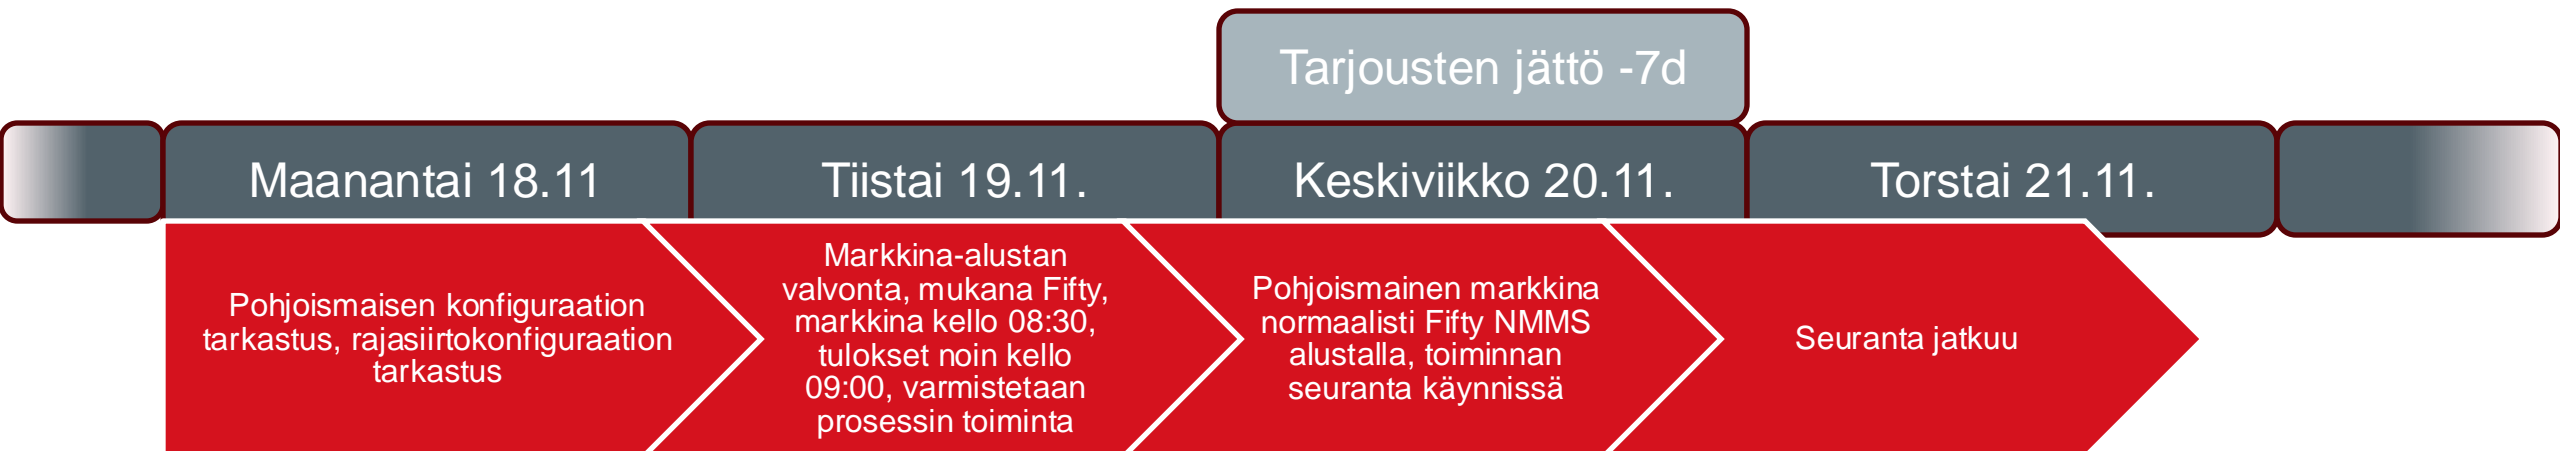 Tarjousten jättö -7d
Maanantai 18.11
Tiistai 19.11.
Keskiviikko 20.11.
Torstai 21.11.
Pohjoismaisen konfiguraation
tarkastus, rajasiirtokonfiguraation
tarkastus
Markkina-alustan
valvonta, mukana Fifty,
markkina kello 08:30,
tulokset noin kello
09:00, varmistetaan
prosessin toiminta
Pohjoismainen markkina
normaalisti Fifty NMMS
alustalla, toiminnan
seuranta käynnissä
Seuranta jatkuu